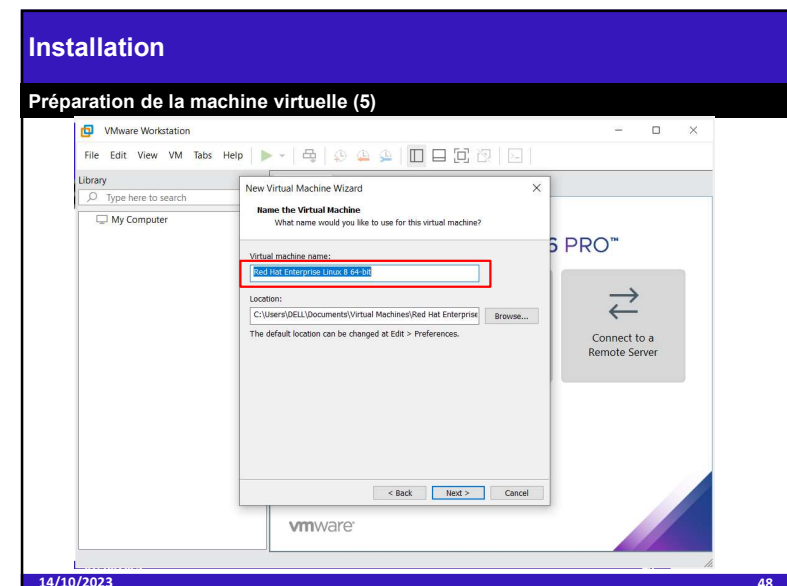 Installation
Préparation de la machine virtuelle (5)
VMware Workstation
File Edit View VM Tabs Help
Library
Type here to search
My Computer
New Virtual Machine Wizard
Name the Virtual Machine
What name would you like to use for this virtual machine?
Virtual machine name:
Red Hat Enterprise Linux 8 64-bit
Location:
C:\Users\DELL\Documents\Virtual Machines\Red Hat Enterprise
Browse...
The default location can be changed at Edit > Preferences.
PRO™
Connect to a
Remote Server
< Back Next > Cancel
vmware
14/10/2023
48